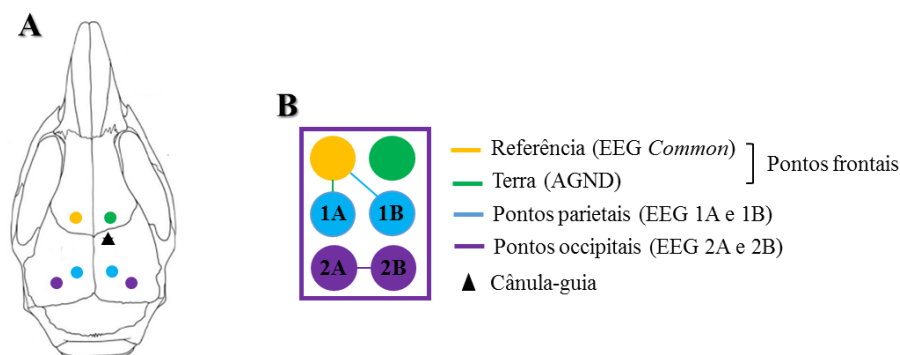 A
B
1A 1B
2A 2B
Referência (EEG Common)
Terra (AGND)
Pontos frontais
Pontos parietais (EEG 1A e 1B)
Pontos occipitais (EEG 2A e 2B)
Cânula-guia